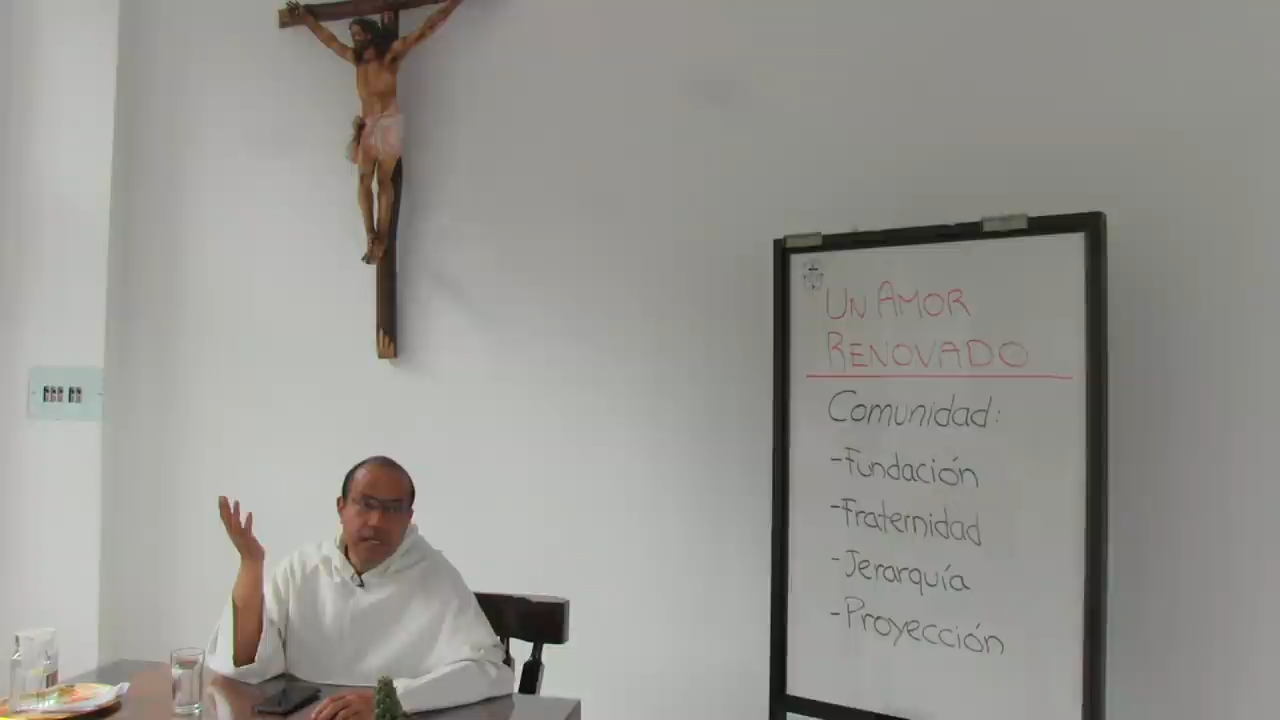 UN AMOR
RENOVADO
Comunidad:
-Fundación
-Fraternidad
-Jerarquía
-Proyección